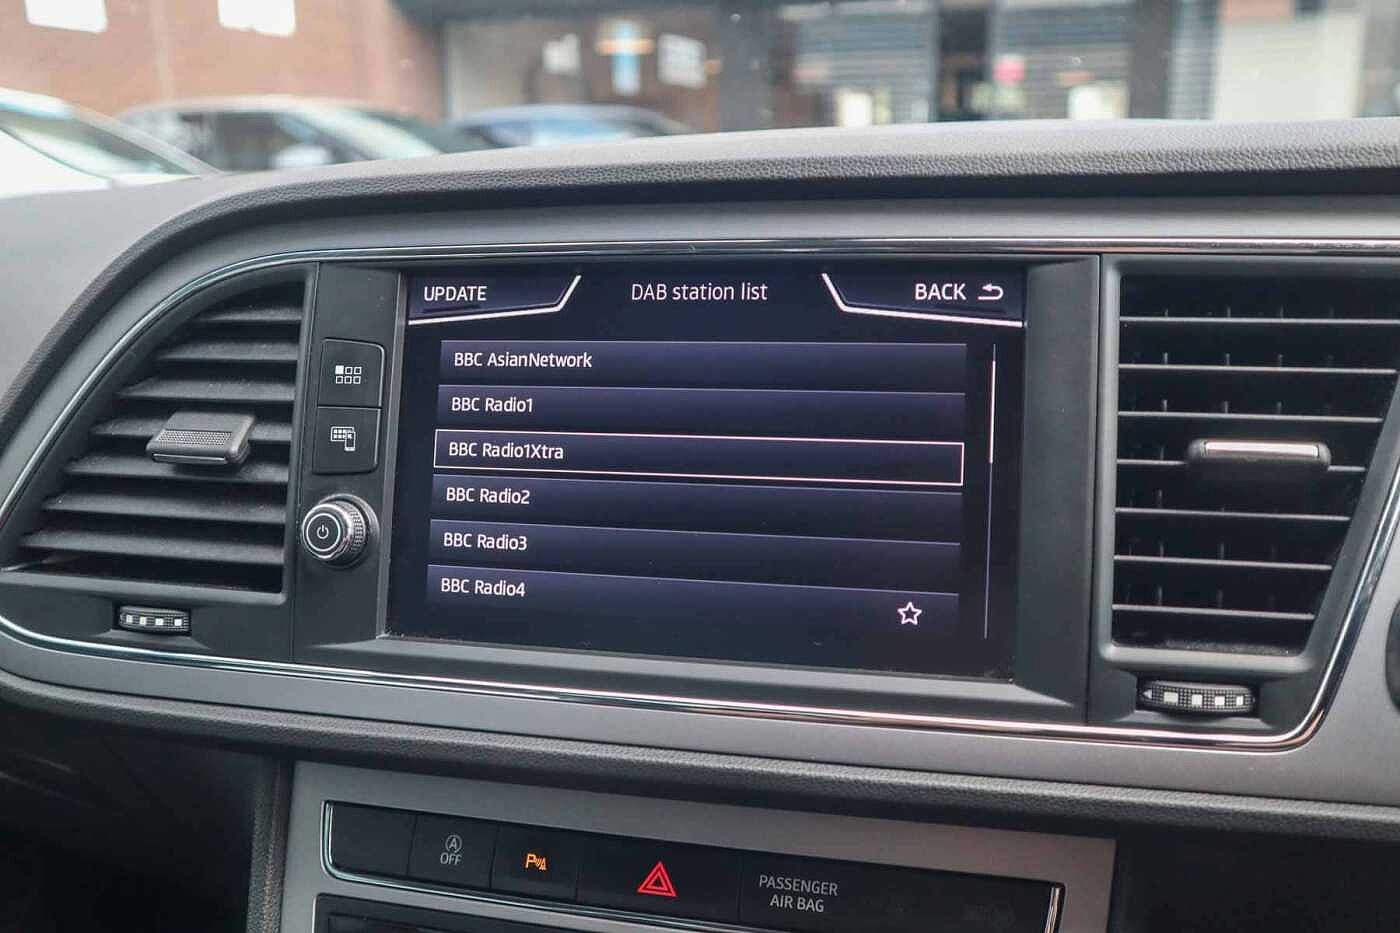 UPDATE
DAB station list
BACK
BBC AsianNetwork
BBC Radio1
BBC Radio1Xtra
BBC Radio2
BBC Radio3
BBC Radio4
A
OFF
P
PASSENGER
AIR BAG